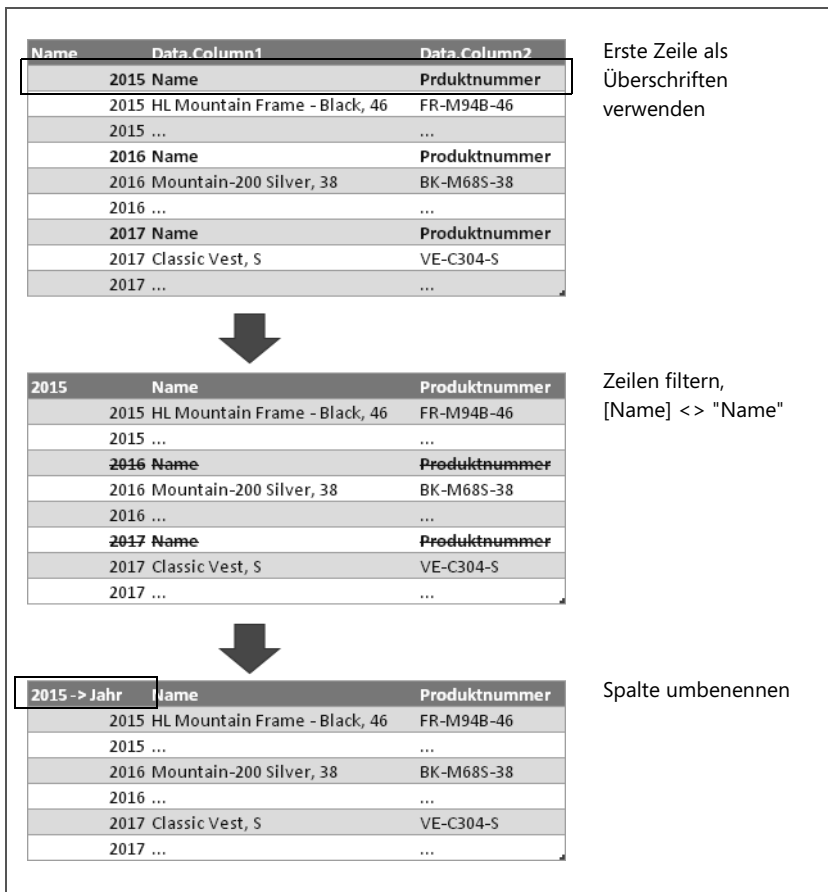 Name Data.Column1 Data.Column2
2015 Name Prduktnummer
2015 HL Mountain Frame - Black, 46 FR-M94B-46
2015 ... ...
2016 Name Produktnummer
2016 Mountain-200 Silver, 38 BK-M68S-38
2016 ... ...
2017 Name Produktnummer
2017 Classic Vest, S VE-C304-S
2017 ... ...
Erste Zeile als
Überschriften
verwenden
2015 Name Produktnummer
2015 HL Mountain Frame - Black, 46 FR-M94B-46
2015 ... ...
2016 Name Produktnummer
2016 Mountain-200 Silver, 38 BK-M68S-38
2016 ... ...
2017 Name Produktnummer
2017 Classic Vest, S VE-C304-S
2017 ... ...
Zeilen filtern,
[Name] <> "Name"
2015 -> Jahr Name Produktnummer
2015 HL Mountain Frame - Black, 46 FR-M94B-46
2015 ... ...
2016 Mountain-200 Silver, 38 BK-M68S-38
2016 ... ...
2017 Classic Vest, S VE-C304-S
2017 ... ...
Spalte umbenennen